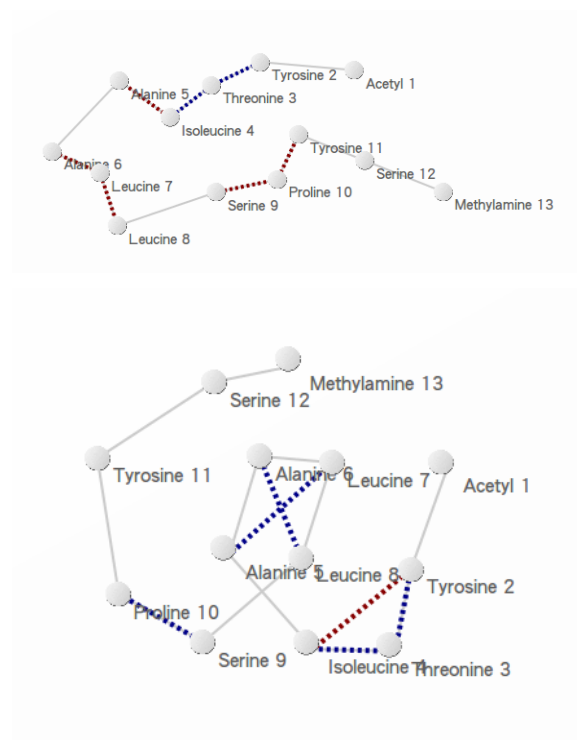 Tyrosine 2
Acetyl 1
Alanine 5
Threonine 3
Isoleucine 4
Tyrosine 11
Alanine 6
Serine 12
Leucine 7
Proline 10
Serine 9
Methylamine 13
Leucine 8
Methylamine 13
Serine 12
Alanine 6
Tyrosine 11
Leucine 7
Acetyl 1
Alanine 5
Leucine 8
Tyrosine 2
Proline 10
Serine 9
Isoleucine 4
Threonine 3